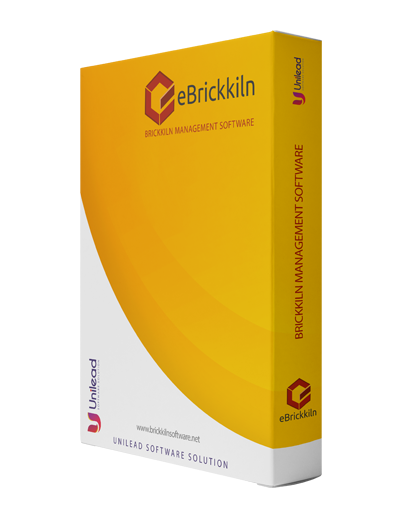 eBrickkiln
BRICKKILN MANAGEMENT SOFTWARE
Unilead
www.brickkilnsoftware.net
UNILEAD SOFTWARE SOLUTION
Unilead
BRICKKILN MANAGEMENT SOFTWARE
eBrickkiln